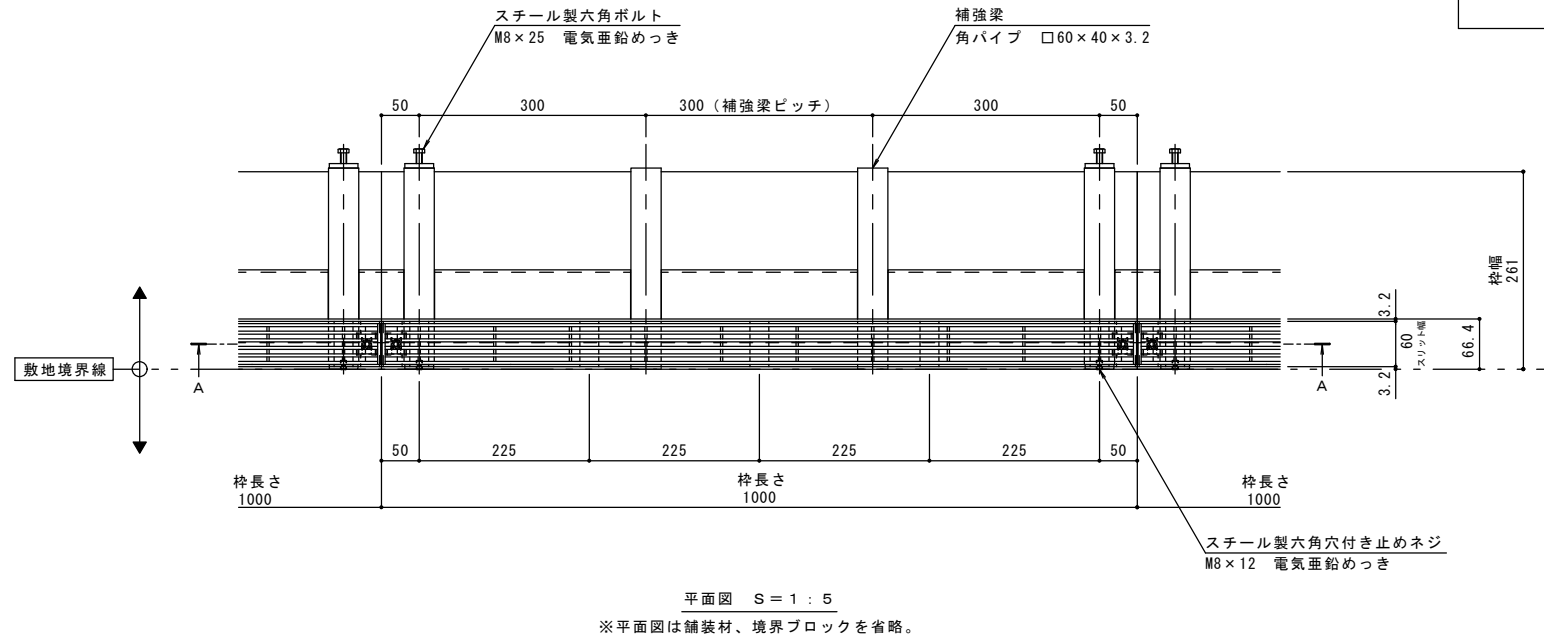 スチール製六角ボルト
M8×25　電気亜鉛めっき
補強梁
角パイプ　□60×40×3.2
50
300
300（補強梁ピッチ）
300
50
枠幅
261
3.2
60
スリット幅
66.4
3.2
敷地境界線
A
A
50
225
225
225
225
50
枠長さ
1000
枠長さ
1000
枠長さ
1000
スチール製六角穴付き止めネジ
M8×12　電気亜鉛めっき
平面図　S＝1：5
※平面図は舗装材、境界ブロックを省略。